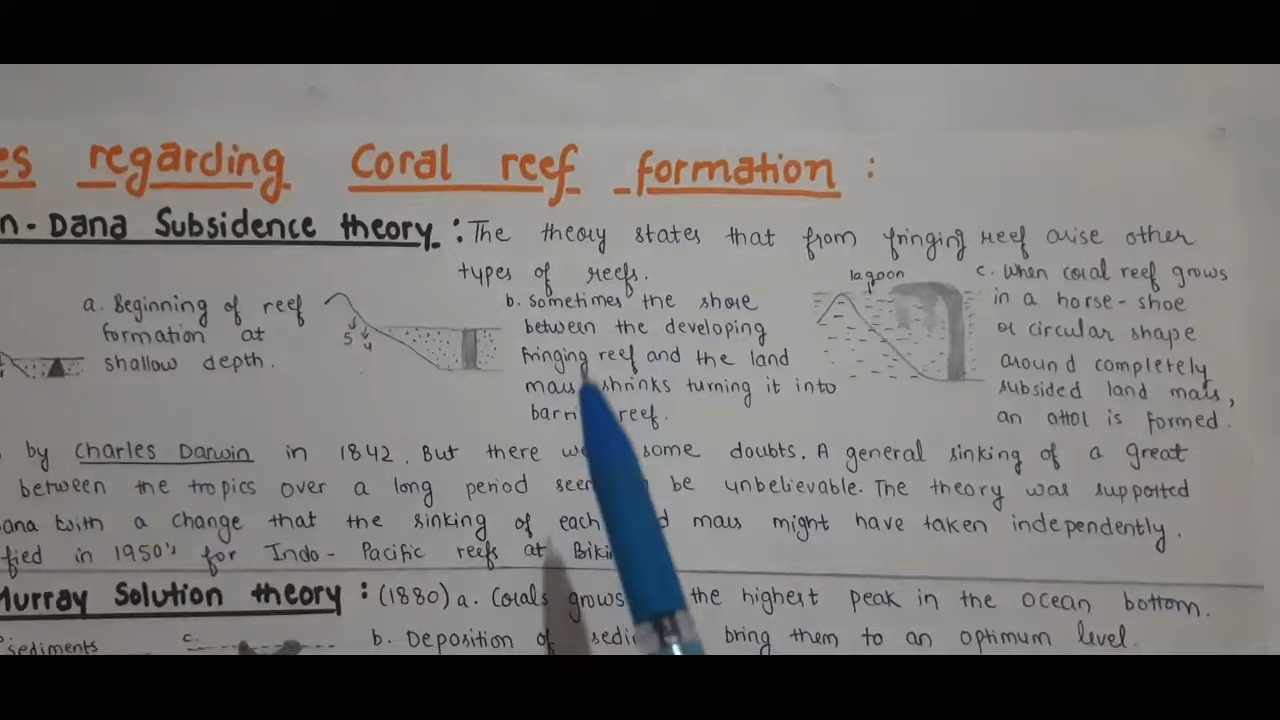 es regarding Coral reef formation :
n - Dana Subsidence theory : The theory states that from fringing reef arise other
types of reefs.
a. Beginning of reef
formation at
shallow depth.
5 4
b. Sometimes the shore
between the developing
fringing reef and the land
mass shrinks turning it into
barri reef.
lagoon
c. When coral reef grows
in a horse-shoe
or circular shape
around completely
subsided land mass,
an attol is formed.
by Charles Darwin in 1842. But there we some doubts. A general sinking of a great
between the tropics over a long period seem be unbelievable. The theory was supported
ana with a change that the sinking of each d mass might have taken independently.
fied in 1950's for Indo-Pacific reefs at Biki
Murray Solution theory : (1880) a. Corals grows the highest peak in the ocean bottom.
sediments
c.
b. Deposition of sedi bring them to an optimum level.